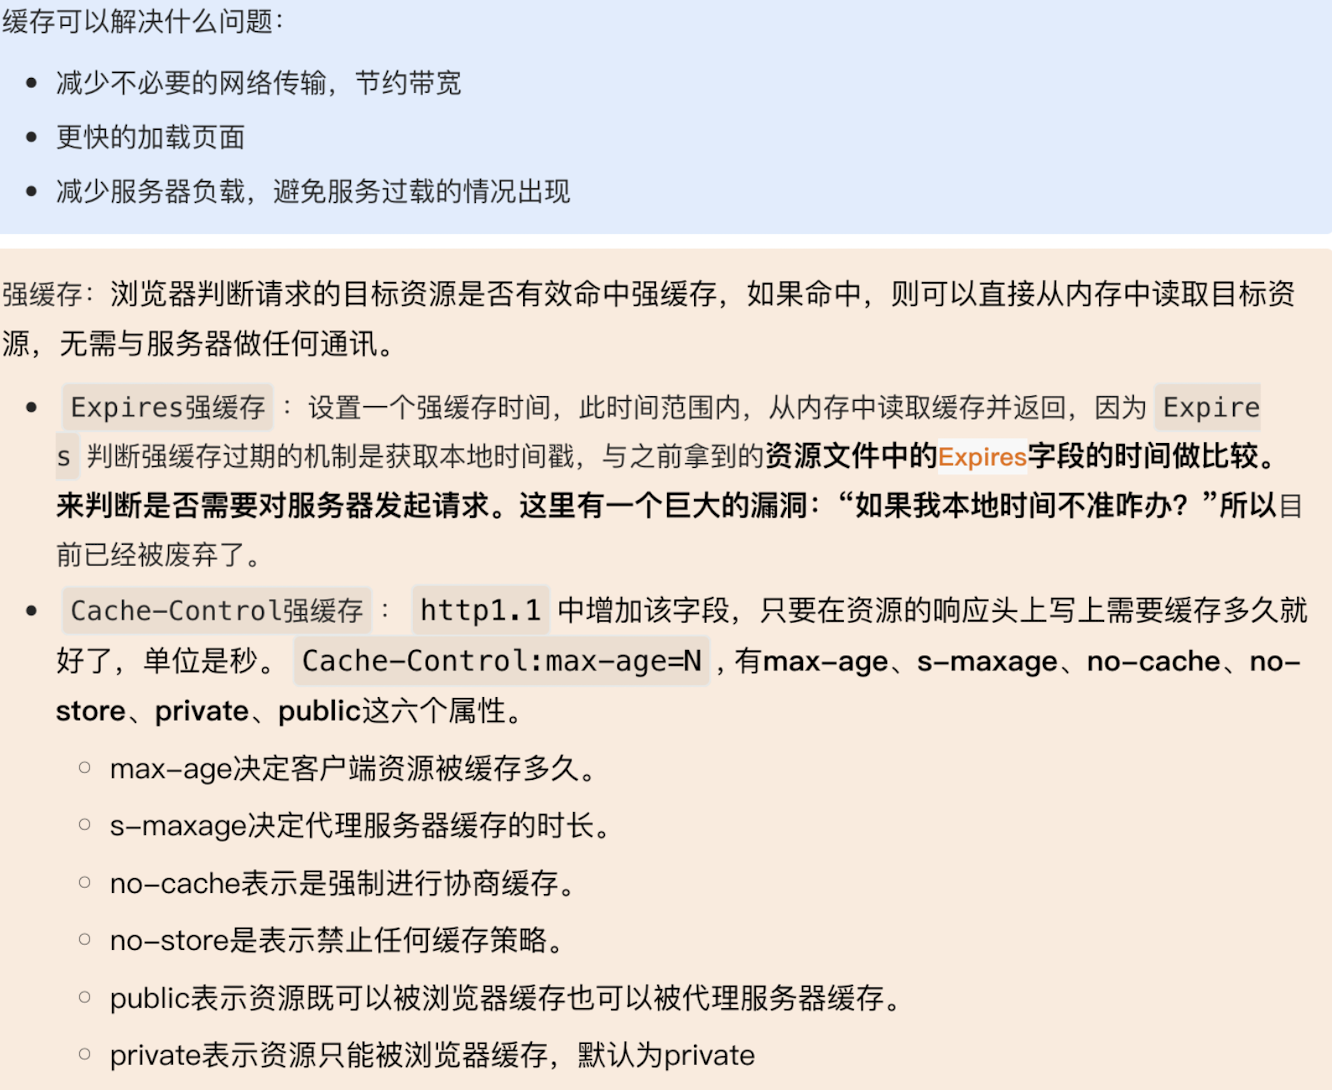 缓存可以解决什么问题：
• 减少不必要的网络传输，节约带宽
• 更快的加载页面
• 减少服务器负载，避免服务过载的情况出现
强缓存：浏览器判断请求的目标资源是否有效命中强缓存，如果命中，则可以直接从内存中读取目标资
源，无需与服务器做任何通讯。
• Expires强缓存 ：设置一个强缓存时间，此时间范围内，从内存中读取缓存并返回，因为 Expire
s 判断强缓存过期的机制是获取本地时间戳，与之前拿到的资源文件中的Expires字段的时间做比较。
来判断是否需要对服务器发起请求。这里有一个巨大的漏洞：“如果我本地时间不准咋办？”所以目
前已经被废弃了。
• Cache-Control强缓存 ： http1.1 中增加该字段，只要在资源的响应头上写上需要缓存多久就
好了，单位是秒。 Cache-Control:max-age=N , 有max-age、s-maxage、no-cache、no-
store、private、public这六个属性。
○ max-age决定客户端资源被缓存多久。
○ s-maxage决定代理服务器缓存的时长。
○ no-cache表示是强制进行协商缓存。
○ no-store是表示禁止任何缓存策略。
○ public表示资源既可以被浏览器缓存也可以被代理服务器缓存。
○ private表示资源只能被浏览器缓存，默认为private